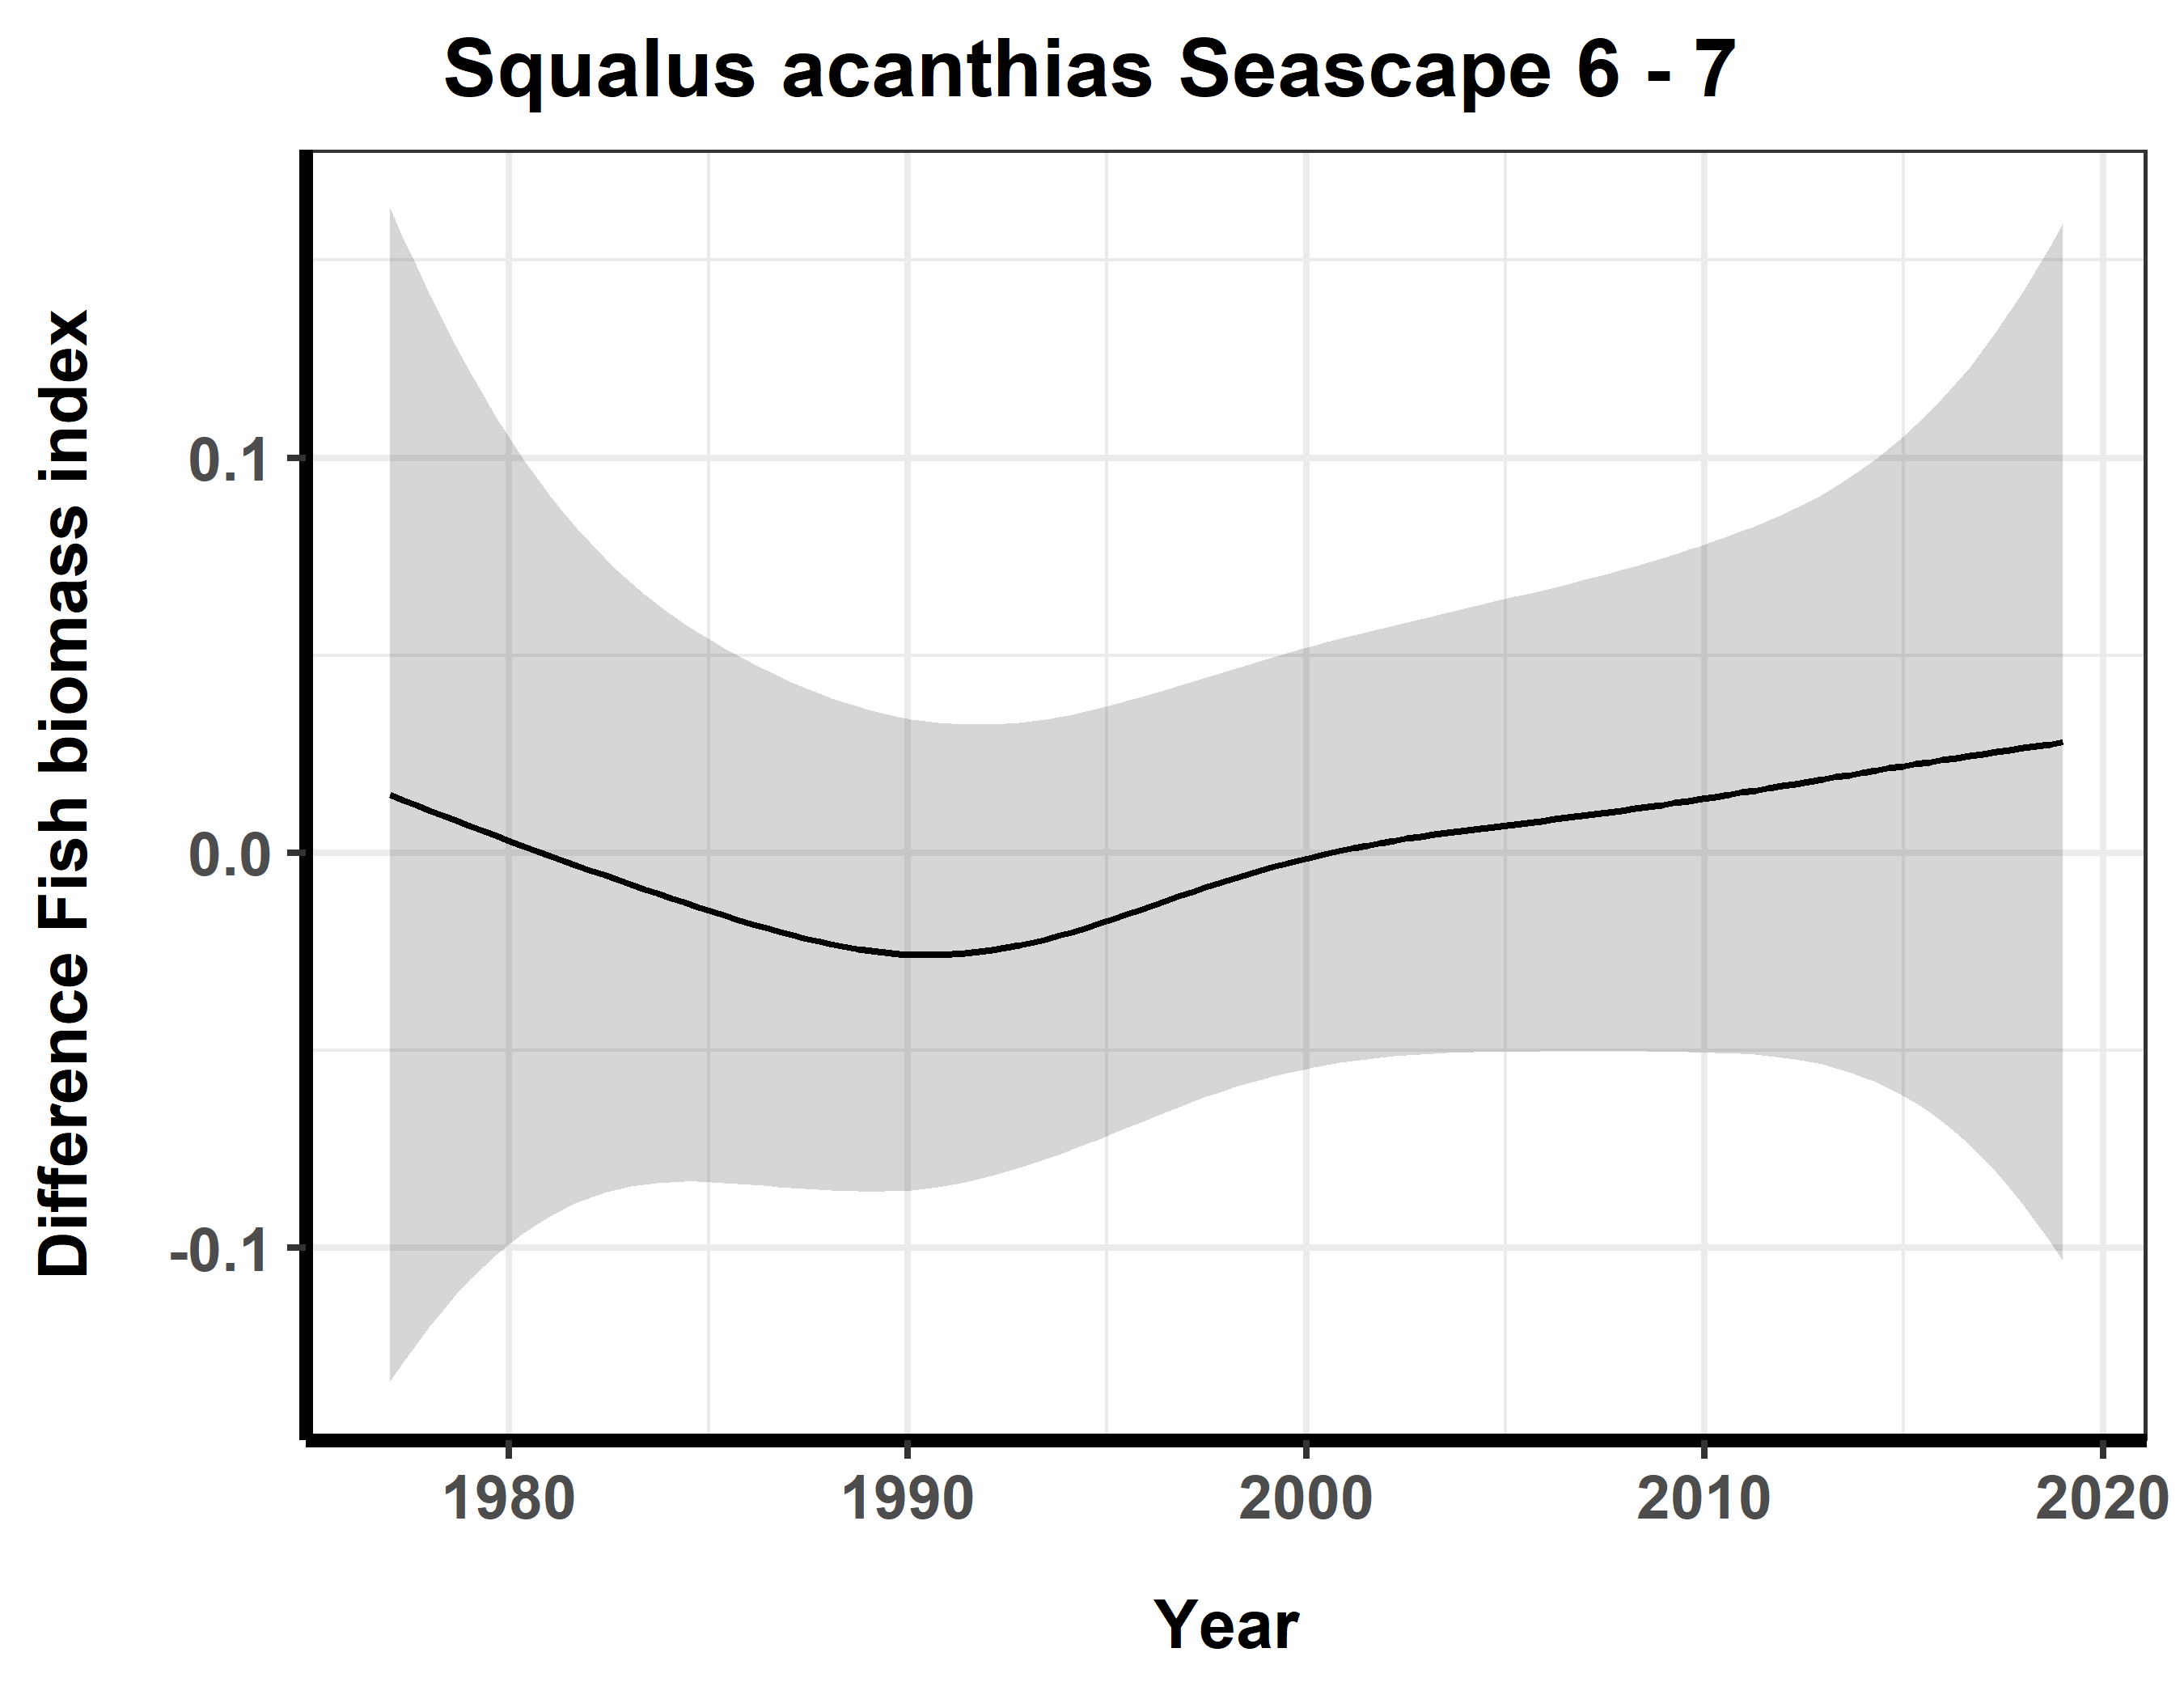 Squalus acanthias Seascape 6 - 7
Difference Fish biomass index
0.1
0.0
-0.1
1980 1990 2000 2010 2020
Year